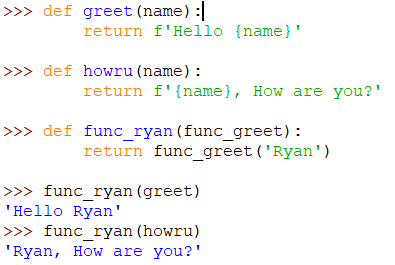 >>> def greet(name):
        return f'Hello {name}'
>>> def howru(name):
        return f'{name}, How are you?'
>>> def func_ryan(func_greet):
        return func_greet('Ryan')
>>> func_ryan(greet)
'Hello Ryan'
>>> func_ryan(howru)
'Ryan, How are you?'